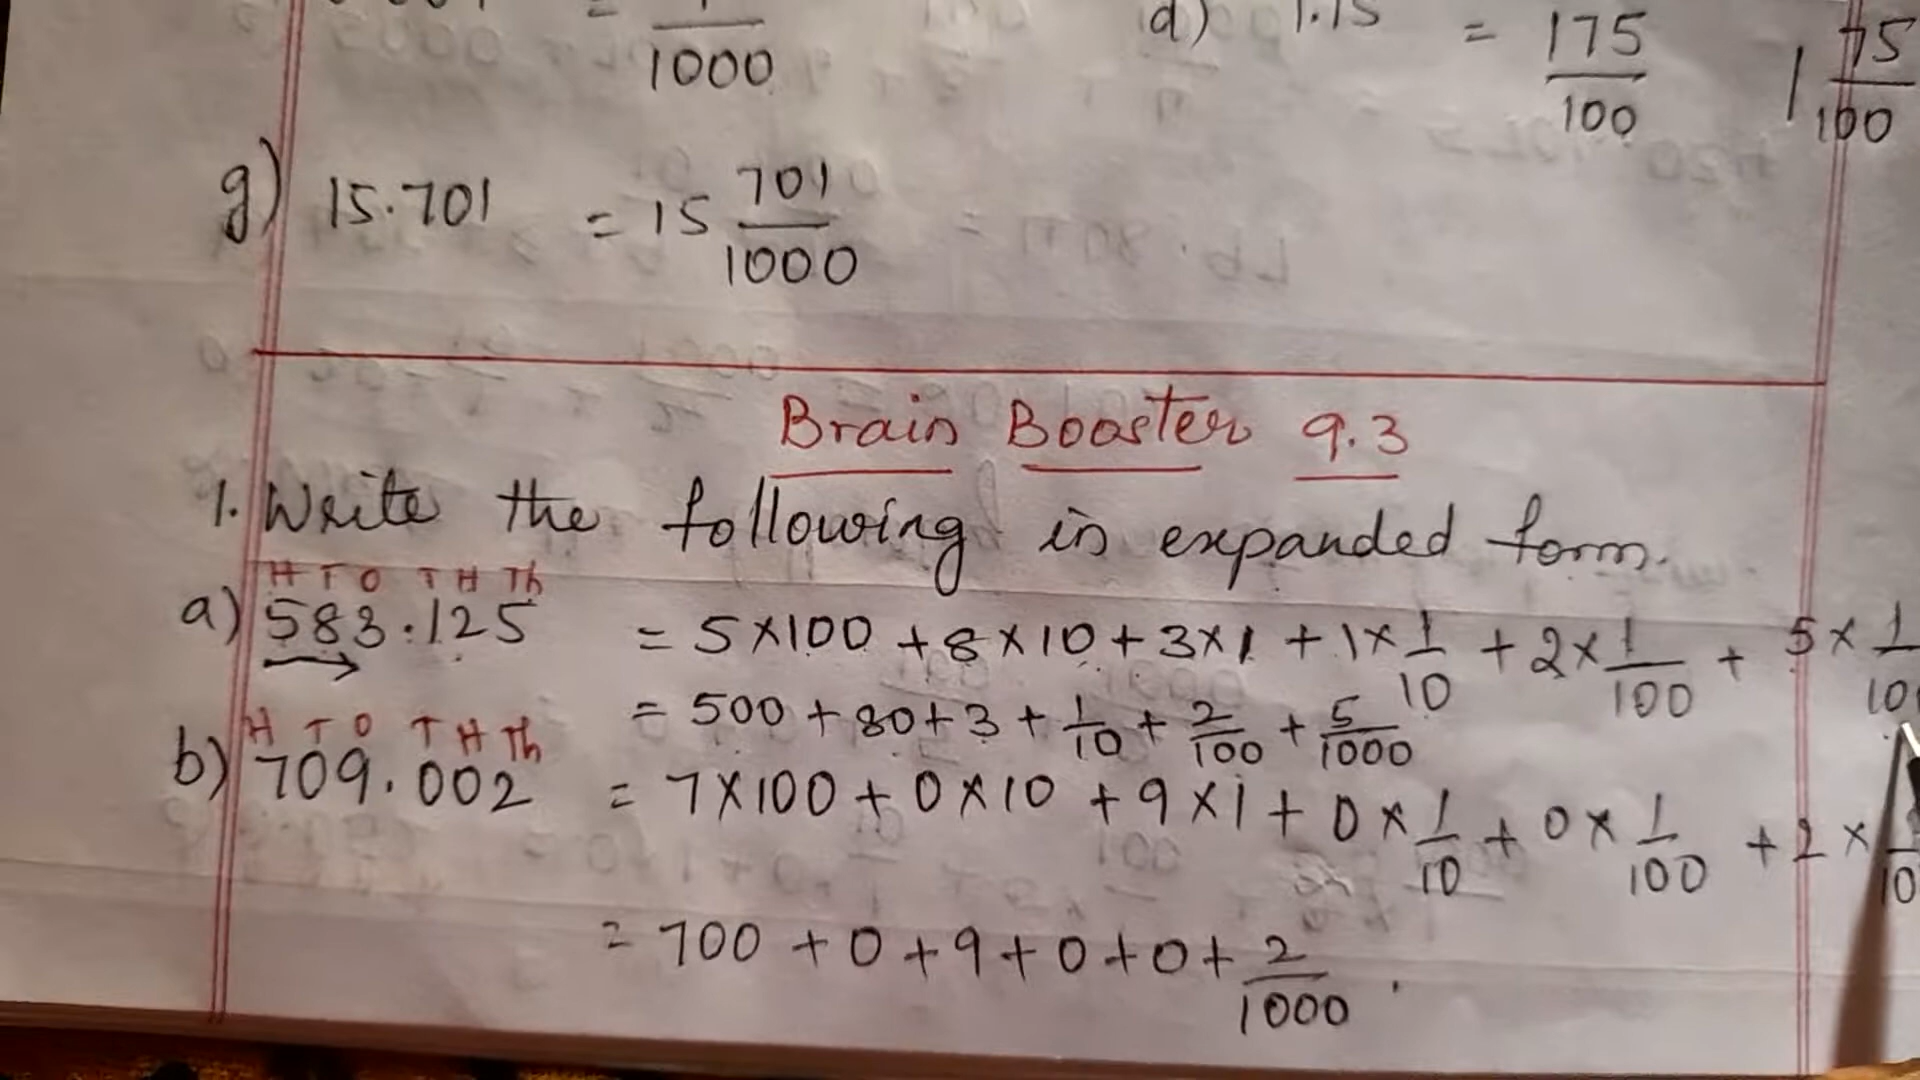 = 1/1000
d) 1.75 = 175/100 1 75/100
g) 15.701 = 15 701/1000
Brain Booster 9.3
1. Write the following in expanded form.
H T O T H Th
a) 583.125 = 5×100 + 8×10 + 3×1 + 1×1/10 + 2×1/100 + 5×1/10
= 500 + 80 + 3 + 1/10 + 2/100 + 5/1000
H T O T H Th
b) 709.002 = 7×100 + 0×10 + 9×1 + 0×1/10 + 0×1/100 + 2×
= 700 + 0 + 9 + 0 + 0 + 2/1000.